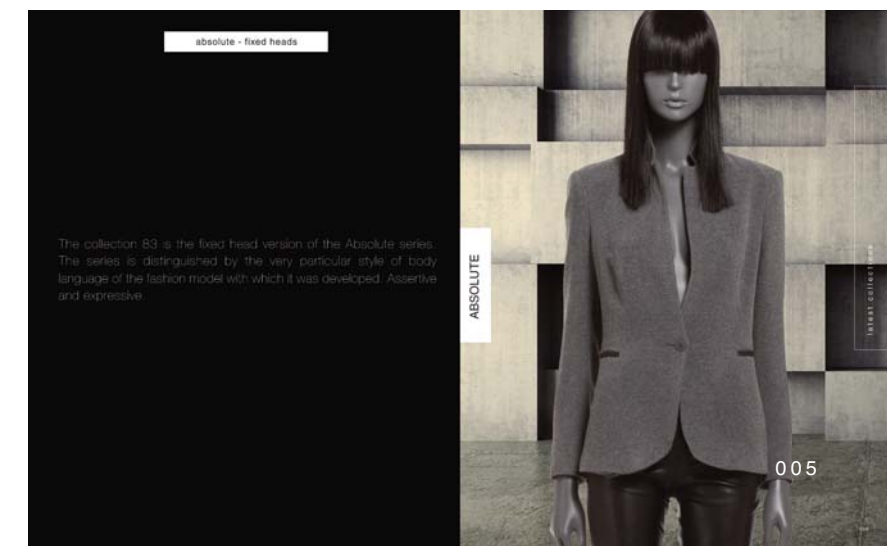 absolute - fixed heads
The collection 83 is the fixed head version of the Absolute series.
The series is distinguished by the very particular style of body
language of the fashion model with which it was developed. Assertive
and expressive
ABSOLUTE
latest collections
005